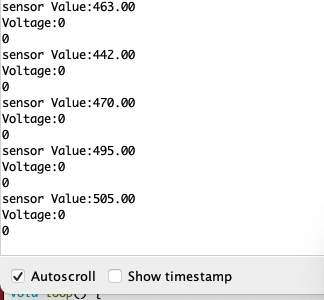 sensor Value:463.00
Voltage:0
0
sensor Value:442.00
Voltage:0
0
sensor Value:470.00
Voltage:0
0
sensor Value:495.00
Voltage:0
0
sensor Value:505.00
Voltage:0
0
Autoscroll Show timestamp
void loop() {